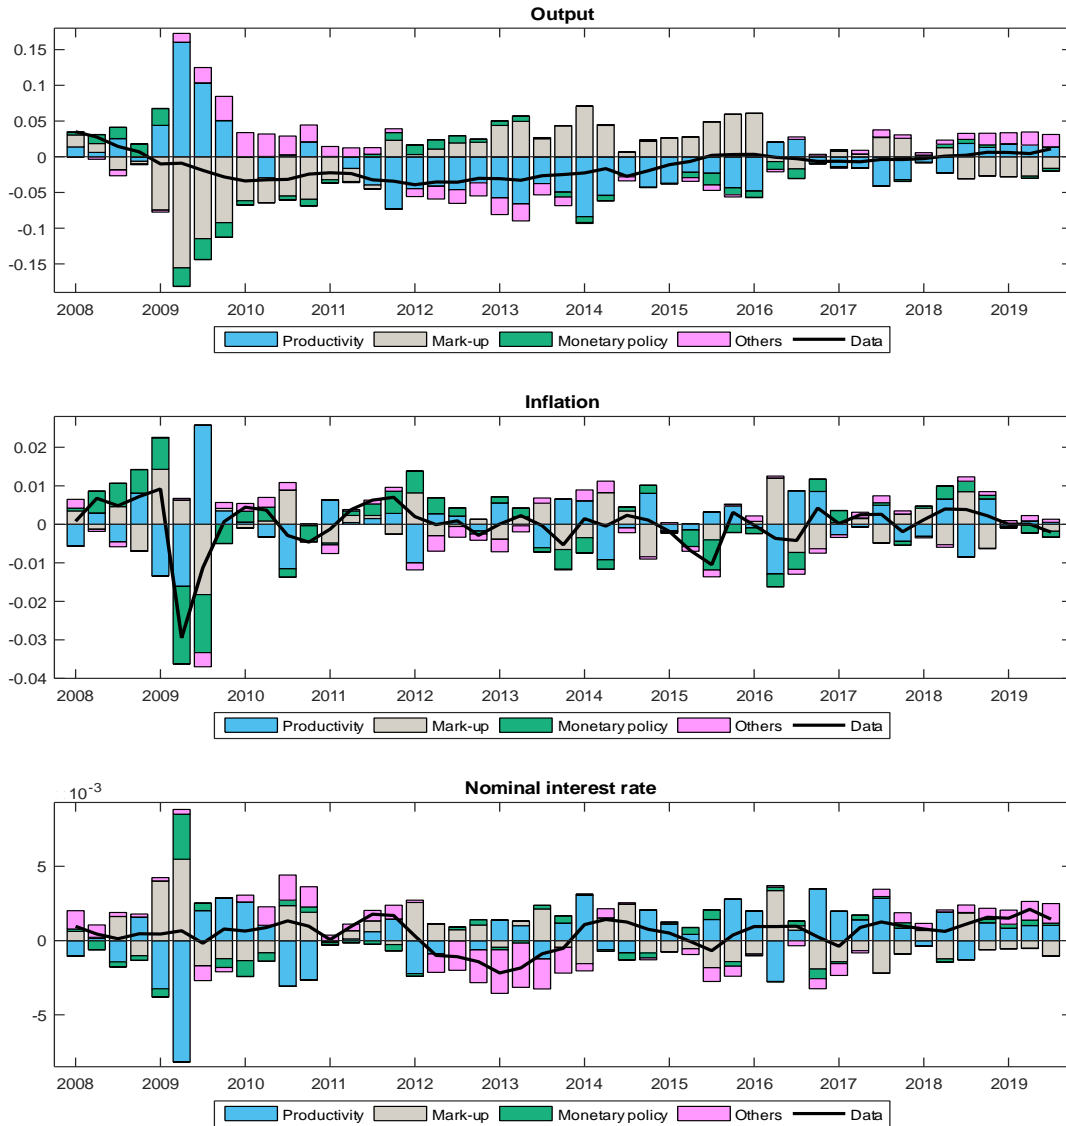 Output
0.15
0.1
0.05
0
-0.05
-0.1
-0.15
2008 2009 2010 2011 2012 2013 2014 2015 2016 2017 2018 2019
Productivity Mark-up Monetary policy Others Data
Inflation
0.02
0.01
0
-0.01
-0.02
-0.03
-0.04
2008 2009 2010 2011 2012 2013 2014 2015 2016 2017 2018 2019
Productivity Mark-up Monetary policy Others Data
Nominal interest rate
10⁻³
5
0
-5
2008 2009 2010 2011 2012 2013 2014 2015 2016 2017 2018 2019
Productivity Mark-up Monetary policy Others Data